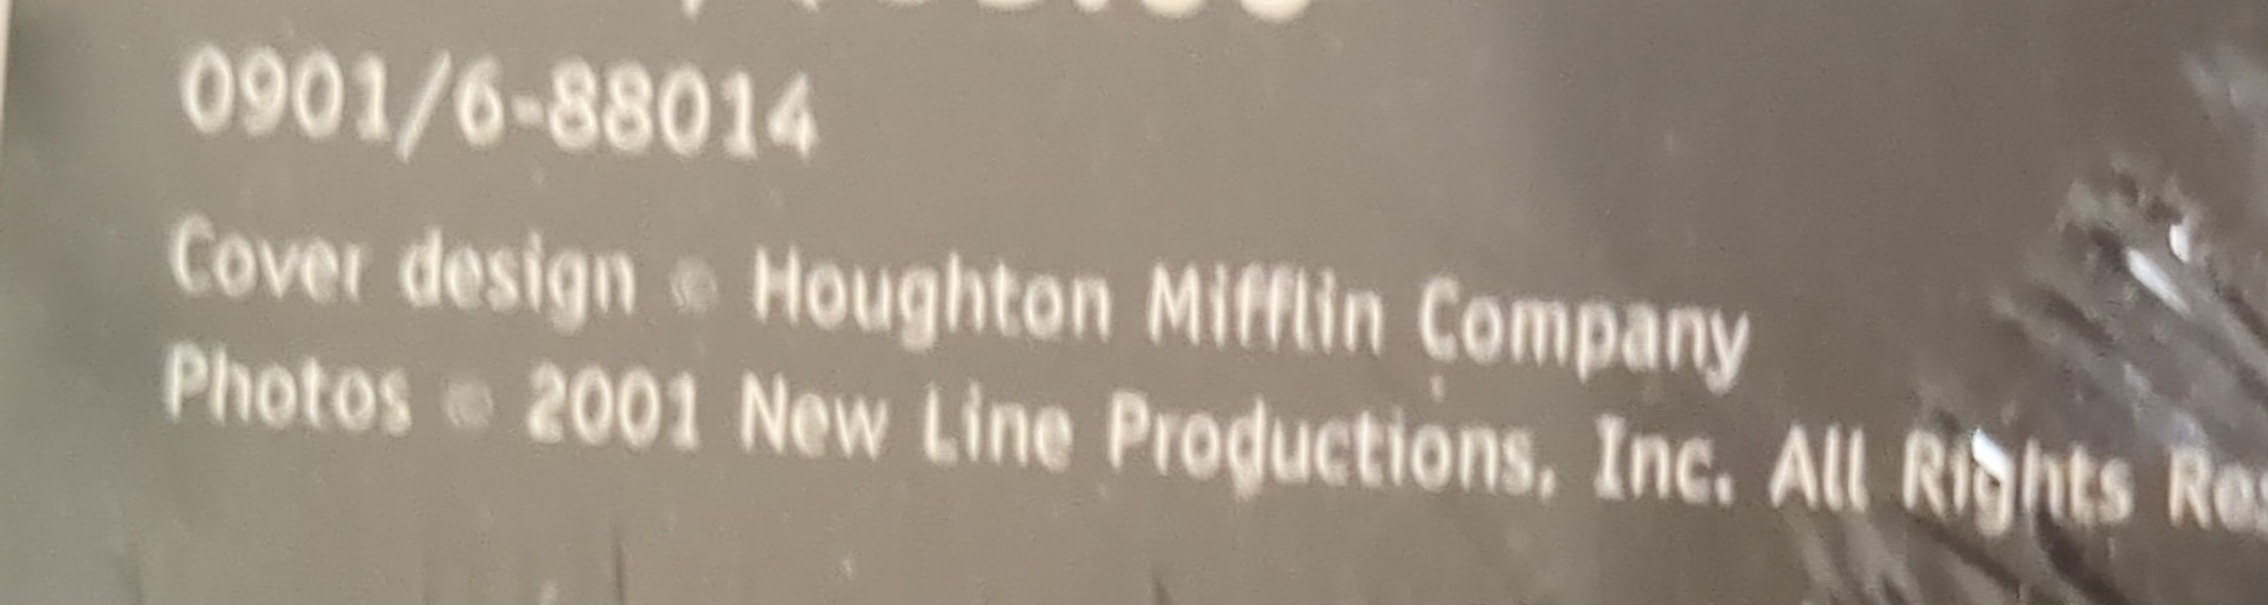 0901/6-88014
Cover design © Houghton Mifflin Company
Photos © 2001 New Line Productions, Inc. All Rights